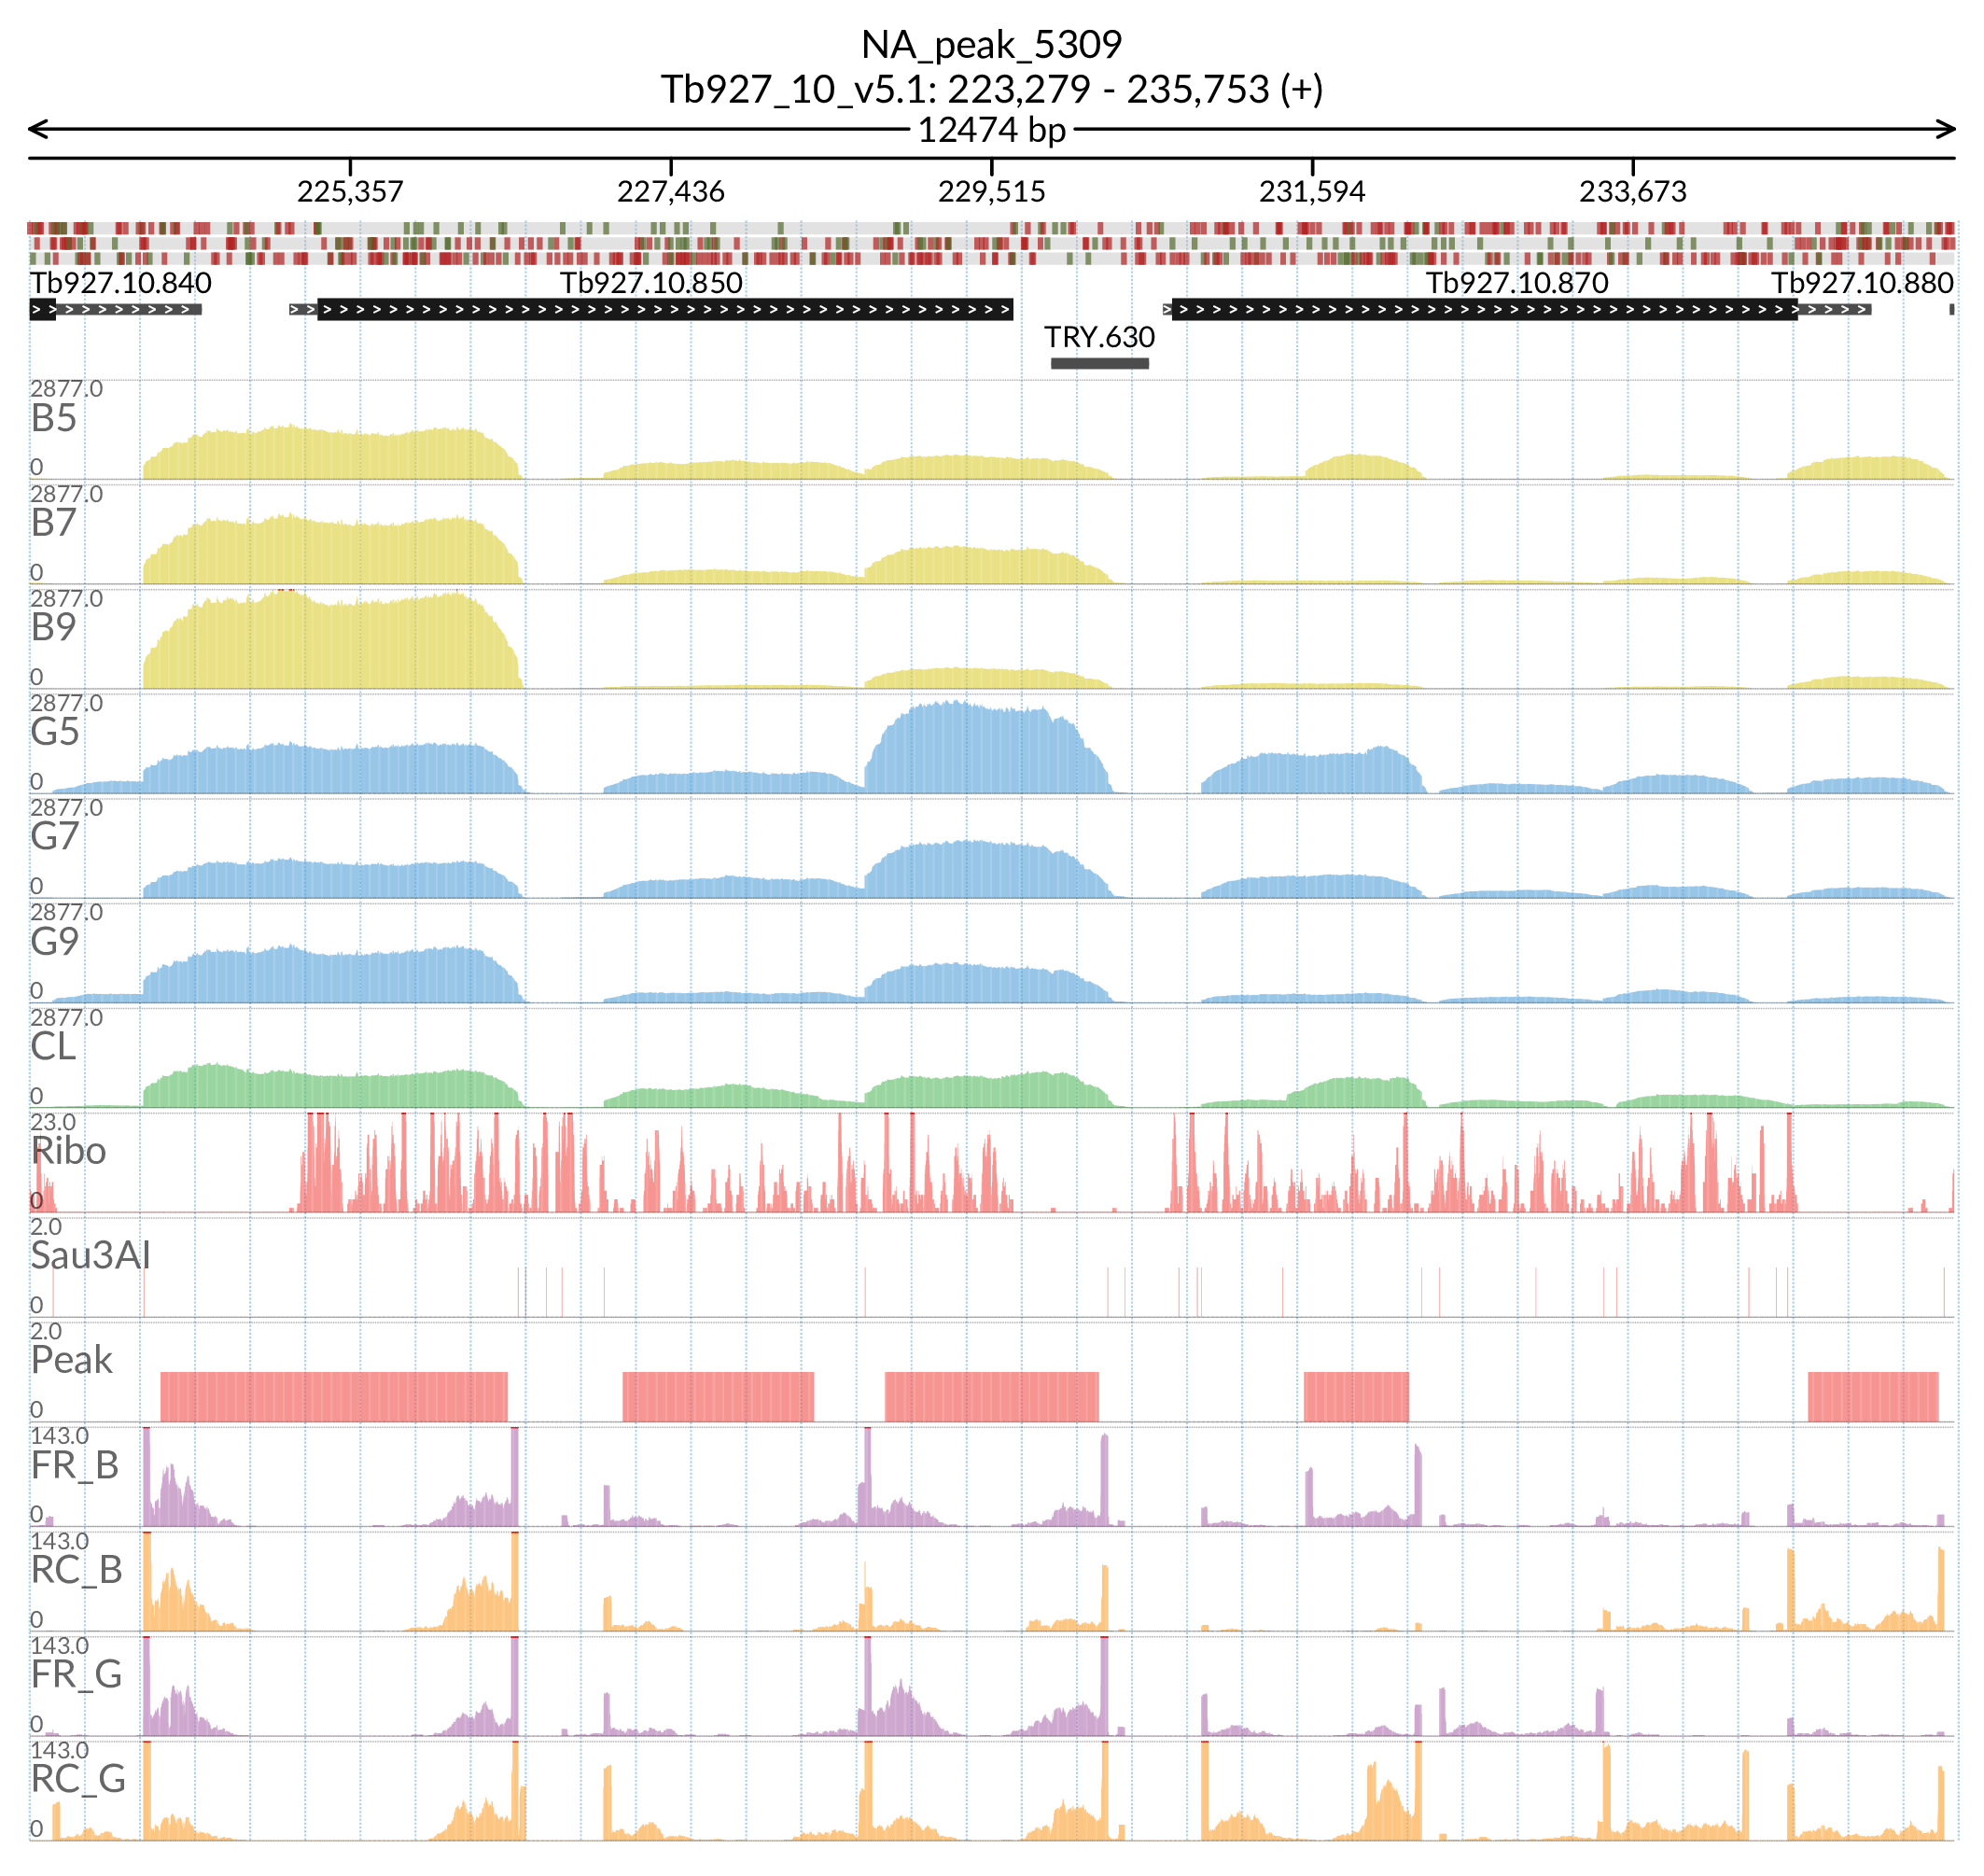 NA_peak_5309
Tb927_10_v5.1: 223,279 - 235,753 (+)
12474 bp
225,357 227,436 229,515 231,594 233,673
Tb927.10.840 Tb927.10.850 Tb927.10.870 Tb927.10.880
TRY.630
2877.0
B5
0
2877.0
B7
0
2877.0
B9
0
2877.0
G5
0
2877.0
G7
0
2877.0
G9
0
2877.0
CL
0
23.0
Ribo
0
2.0
Sau3AI
0
2.0
Peak
0
143.0
FR_B
0
143.0
RC_B
0
143.0
FR_G
0
143.0
RC_G
0